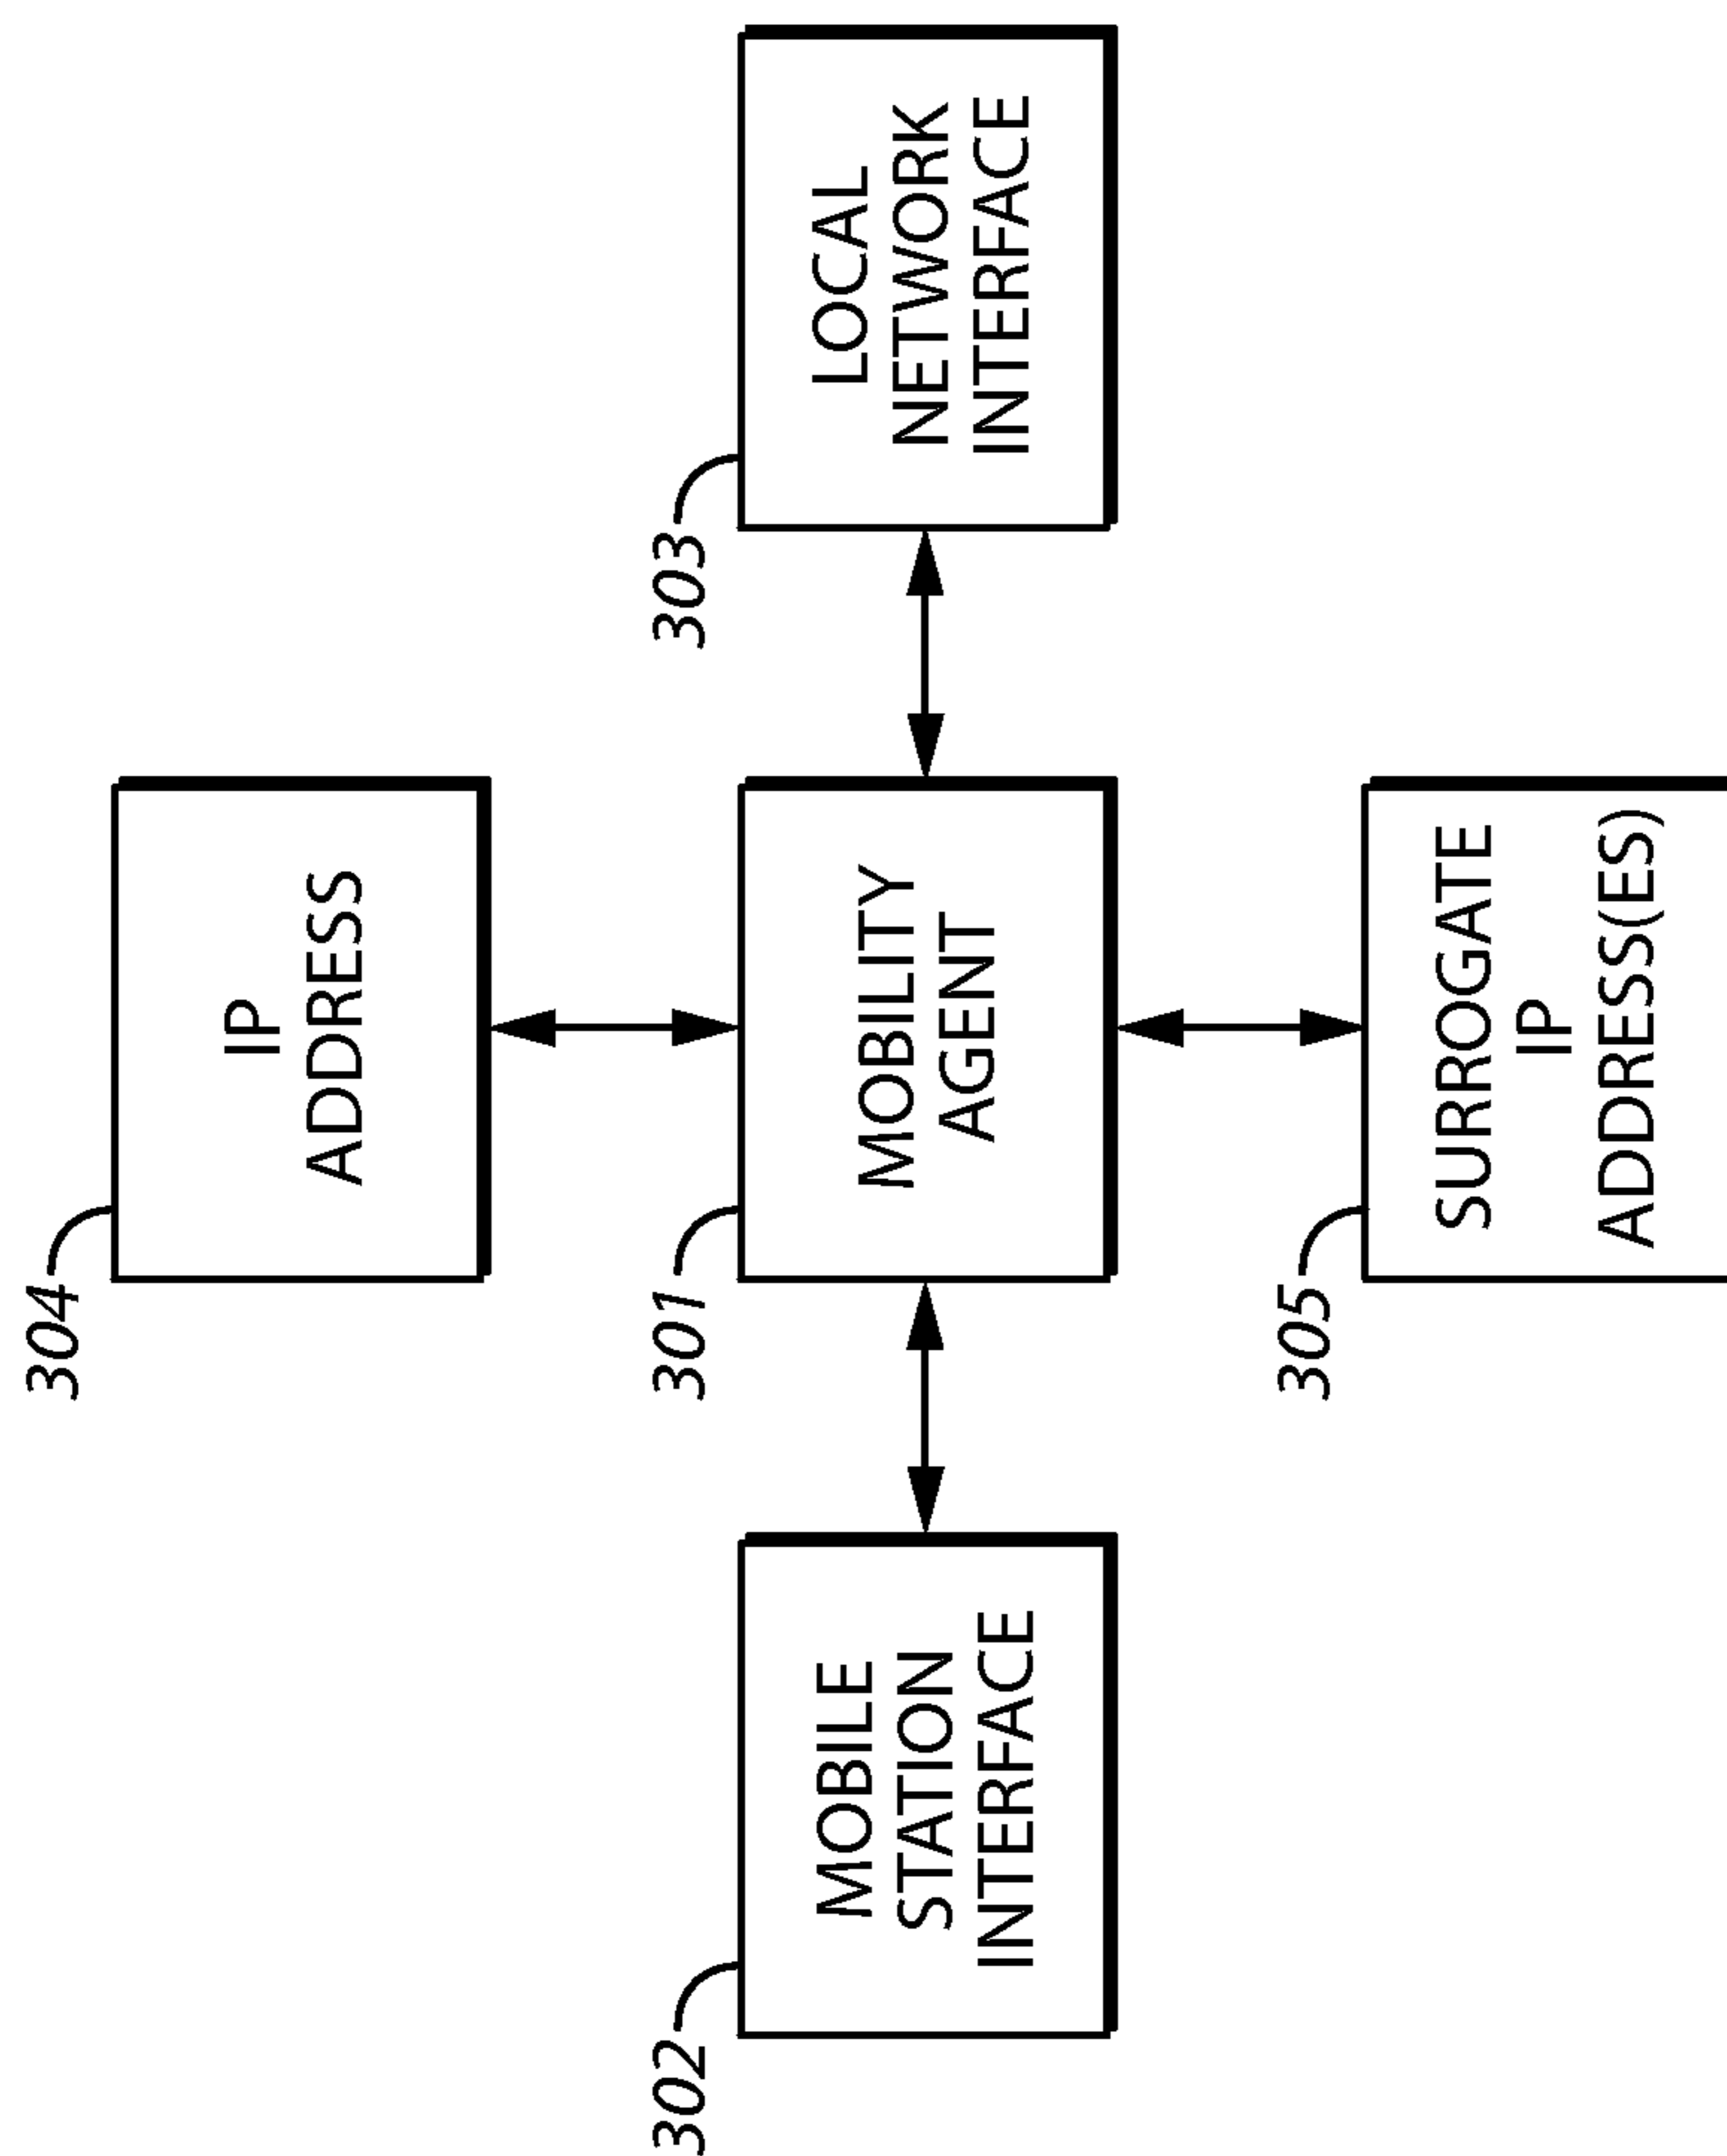 304
IP
ADDRESS
302
MOBILE
STATION
INTERFACE
301
MOBILITY
AGENT
303
LOCAL
NETWORK
INTERFACE
305
SURROGATE
IP
ADDRESS(ES)